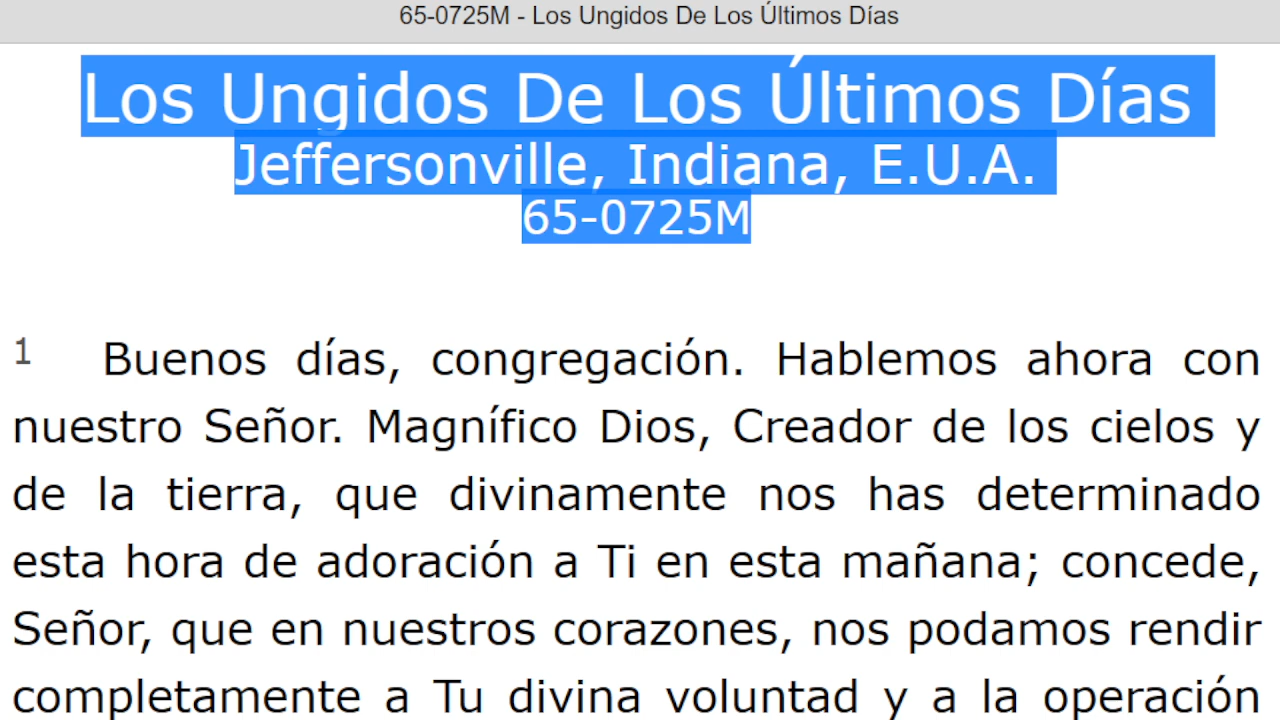 65-0725M - Los Ungidos De Los Últimos Días
Los Ungidos De Los Últimos Días
Jeffersonville, Indiana, E.U.A.
65-0725M
1 Buenos días, congregación. Hablemos ahora con
nuestro Señor. Magnífico Dios, Creador de los cielos y
de la tierra, que divinamente nos has determinado
esta hora de adoración a Ti en esta mañana; concede,
Señor, que en nuestros corazones, nos podamos rendir
completamente a Tu divina voluntad y a la operación